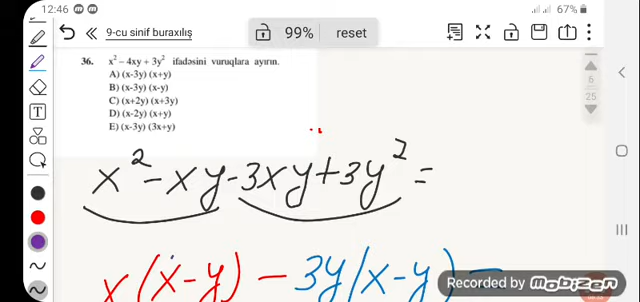 12:46 67%
9-cu sinif buraxılış 99% reset
36. x² – 4xy + 3y² ifadəsini vuruqlara ayırın.
A) (x-3y) (x+y)
B) (x-3y) (x-y)
C) (x+2y) (x+3y)
D) (x-2y) (x+y)
E) (x-3y) (3x+y)
6
25
T
x² - xy - 3xy + 3y² =
x(x-y) - 3y(x-y) =
Recorded by mobizen